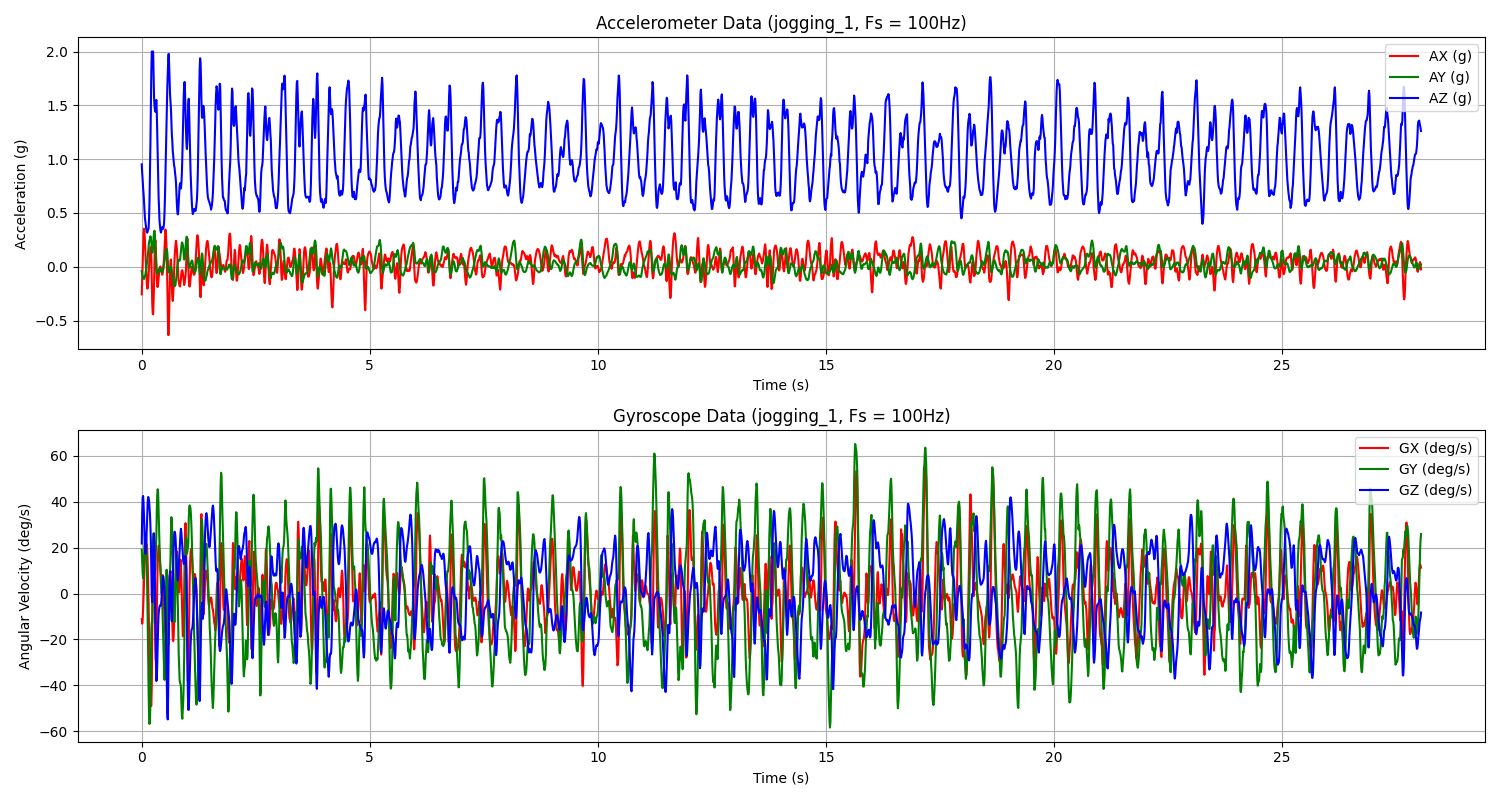 Accelerometer Data (jogging_1, Fs = 100Hz)
Acceleration (g)
2.0
1.5
1.0
0.5
0.0
−0.5
AX (g)
AY (g)
AZ (g)
0 5 10 15 20 25
Time (s)
Gyroscope Data (jogging_1, Fs = 100Hz)
Angular Velocity (deg/s)
60
40
20
0
−20
−40
−60
GX (deg/s)
GY (deg/s)
GZ (deg/s)
0 5 10 15 20 25
Time (s)